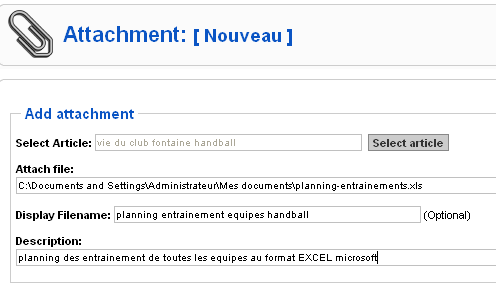 Attachment: [ Nouveau ]
Add attachment
Select Article: vie du club fontaine handball Select article
Attach file:
C:\Documents and Settings\Administrateur\Mes documents\planning-entrainements.xls
Display Filename: planning entrainement equipes handball (Optional)
Description:
planning des entrainement de toutes les equipes au format EXCEL microsoft